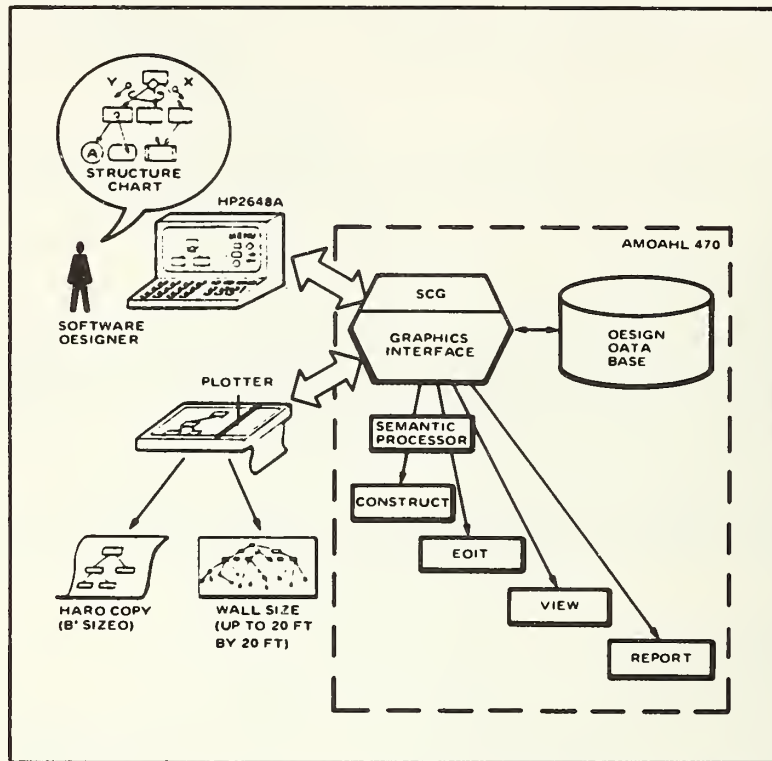 Y X
?
A
STRUCTURE
CHART
HP2648A
MENU
SOFTWARE
OESIGNER
PLOTTER
HARO COPY
(B' SIZEO)
WALL SIZE
(UP TO 20 FT
BY 20 FT)
AMOAHL 470
SCG
GRAPHICS
INTERFACE
OESIGN
OATA
BASE
SEMANTIC
PROCESSOR
CONSTRUCT
EOIT
VIEW
REPORT